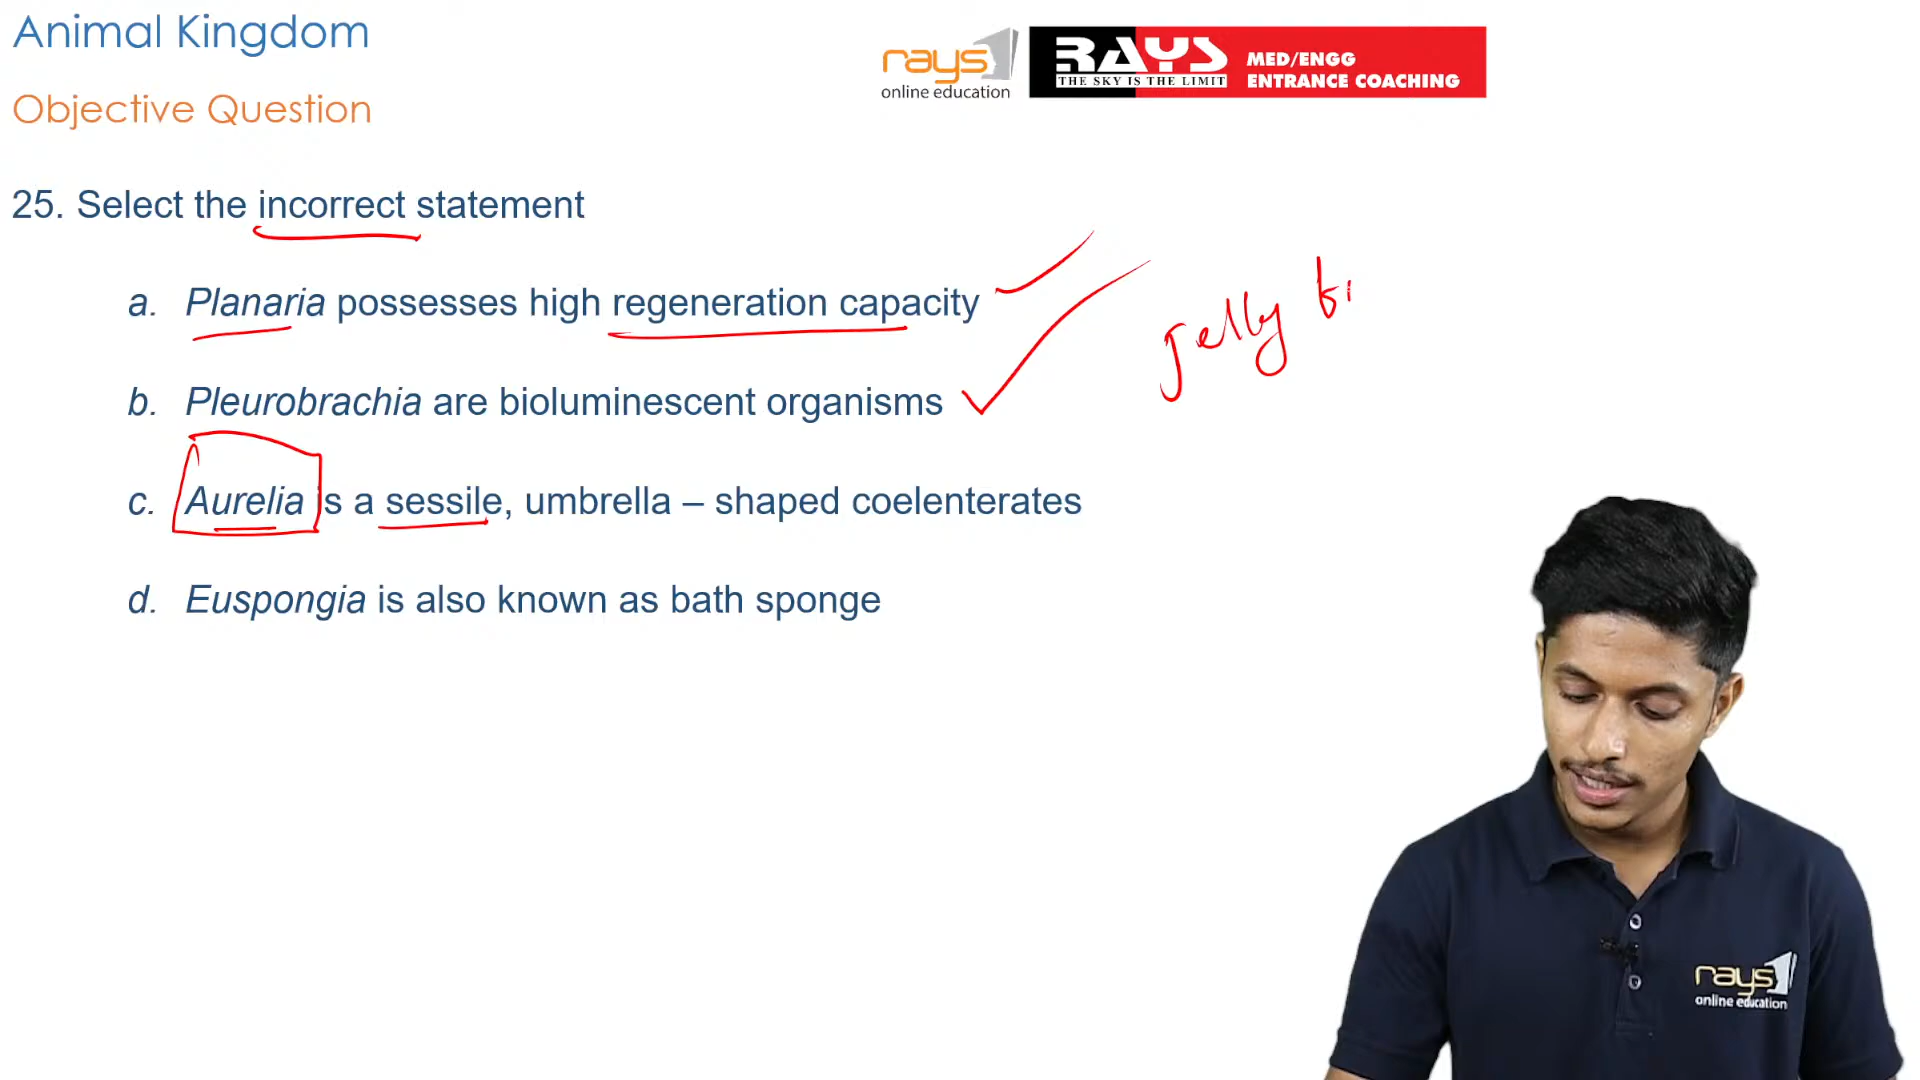 Animal Kingdom
Objective Question
rays
online education
RAYS
THE SKY IS THE LIMIT
MED/ENGG
ENTRANCE COACHING
25. Select the incorrect statement
a. Planaria possesses high regeneration capacity
b. Pleurobrachia are bioluminescent organisms
c. Aurelia is a sessile, umbrella – shaped coelenterates
d. Euspongia is also known as bath sponge
Jelly
rays
online education